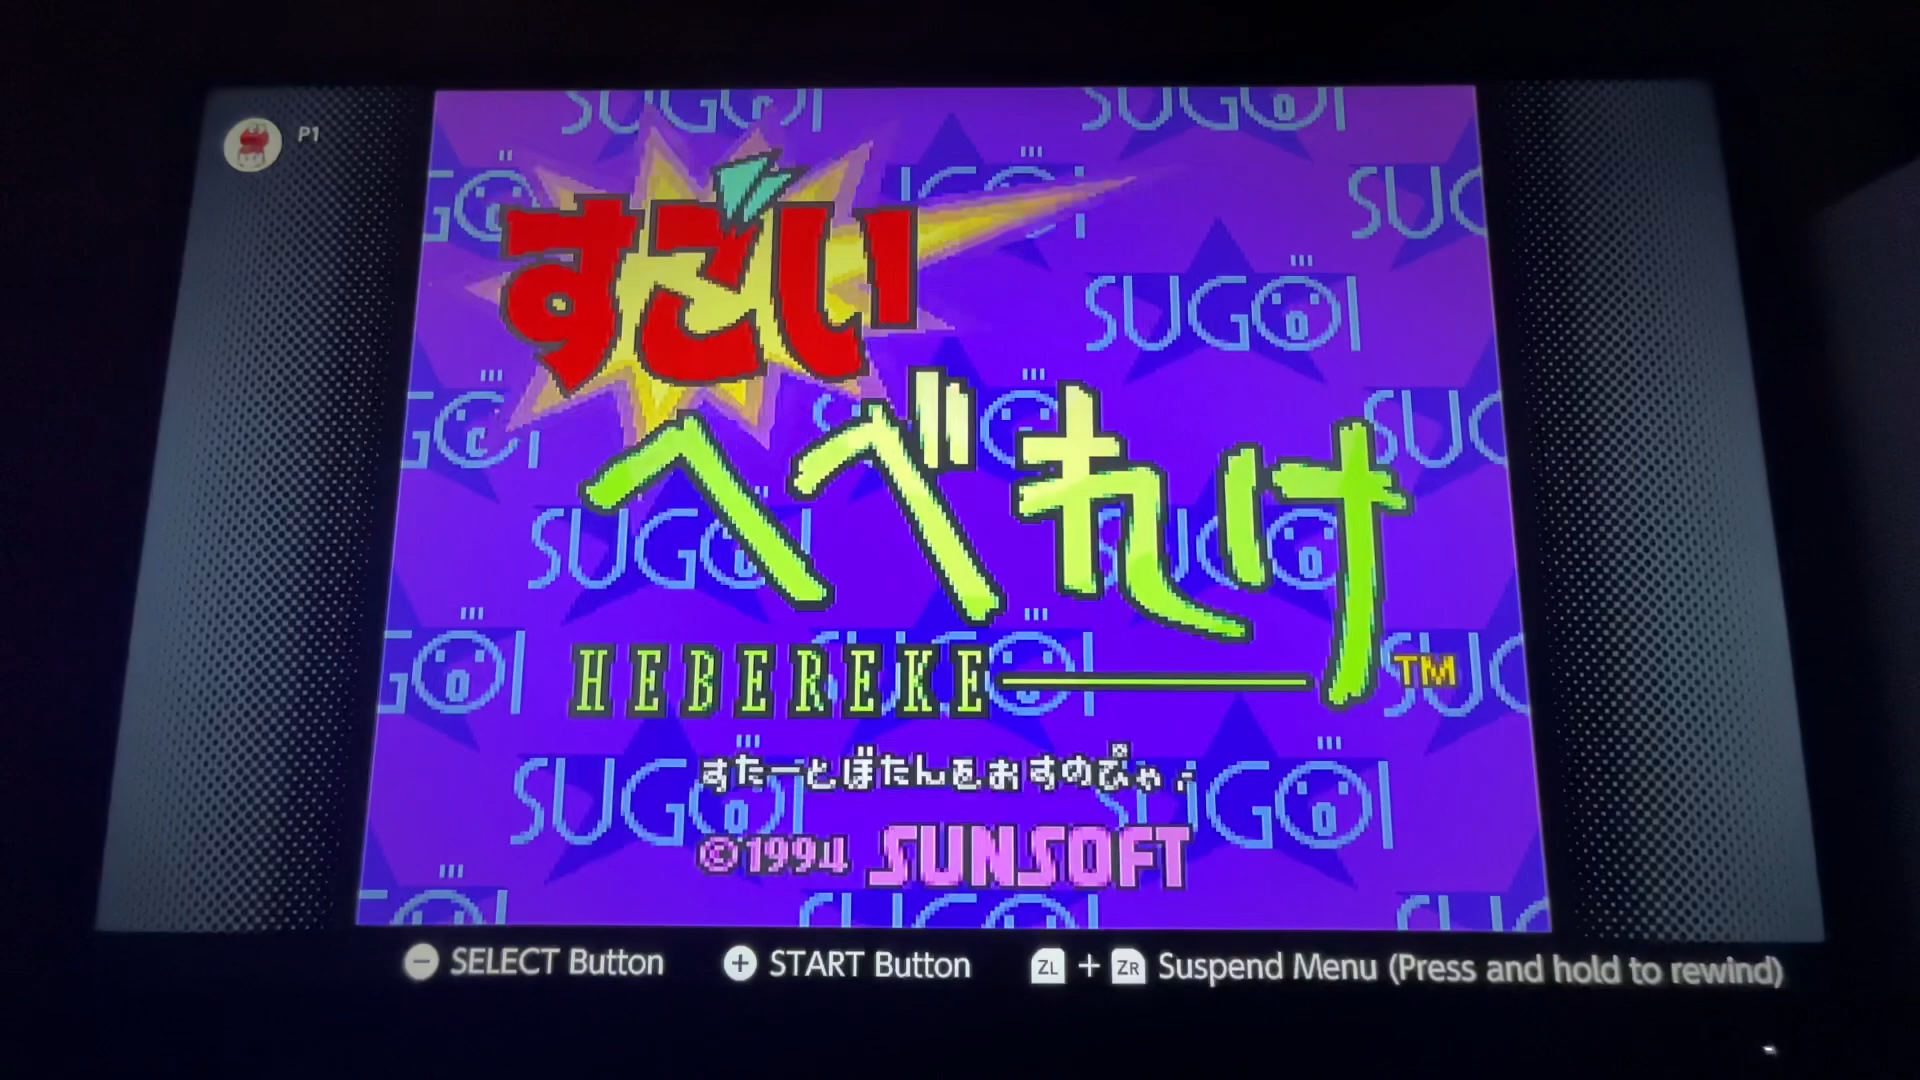 P1
SUGOI
すごい
へべれけ
HEBEREKE
TM
すたーとぼたんをおすのぴゃ
©1994 SUNSOFT
SELECT Button
START Button
ZL + ZR Suspend Menu (Press and hold to rewind)